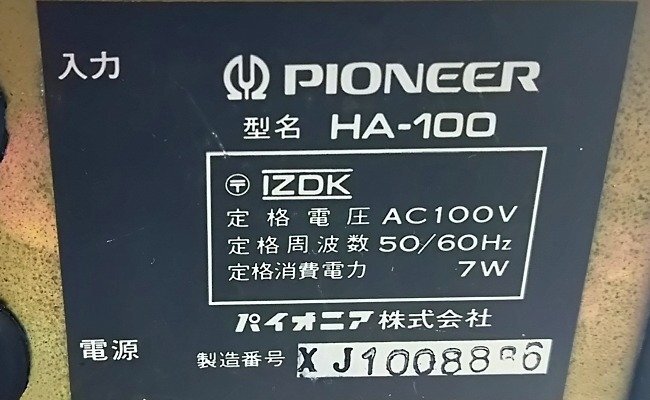 入力
PIONEER
型名 HA-100
〒 IZDK
定格電圧 AC100V
定格周波数 50/60Hz
定格消費電力 7W
パイオニア株式会社
電源
製造番号 XJ1008886